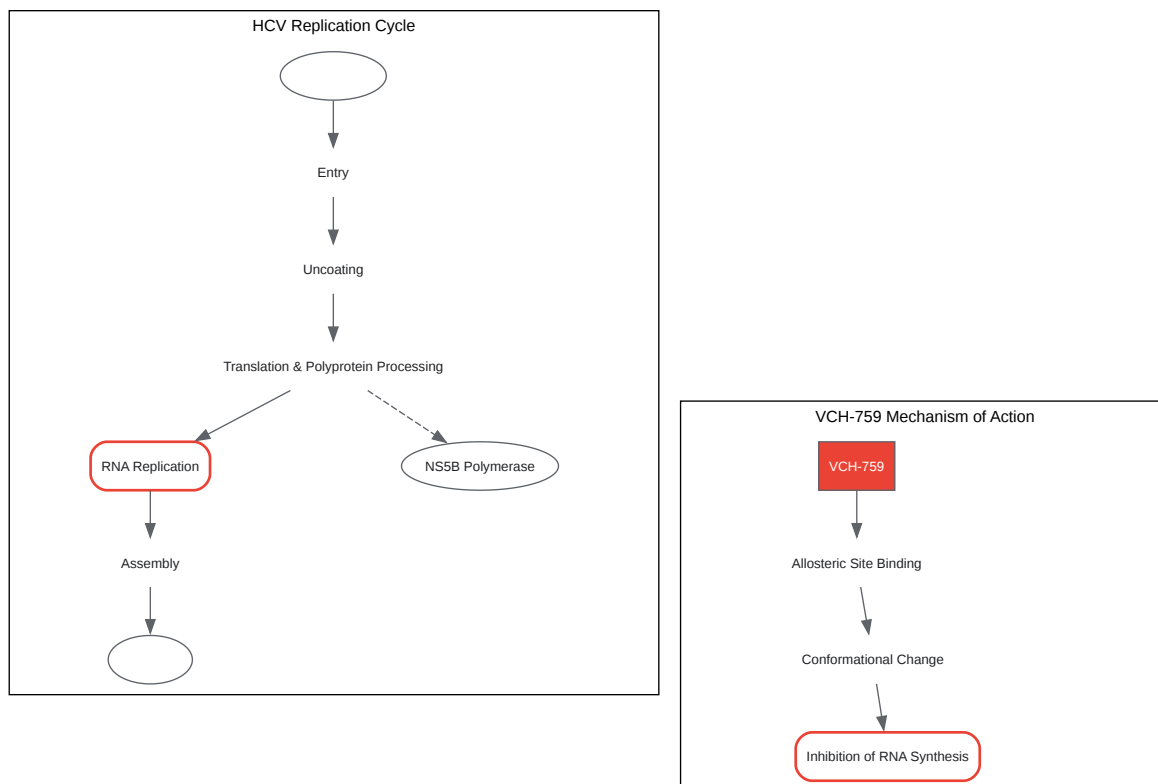 HCV Replication Cycle
Entry
Uncoating
Translation & Polyprotein Processing
RNA Replication
NS5B Polymerase
Assembly
VCH-759 Mechanism of Action
VCH-759
Allosteric Site Binding
Conformational Change
Inhibition of RNA Synthesis